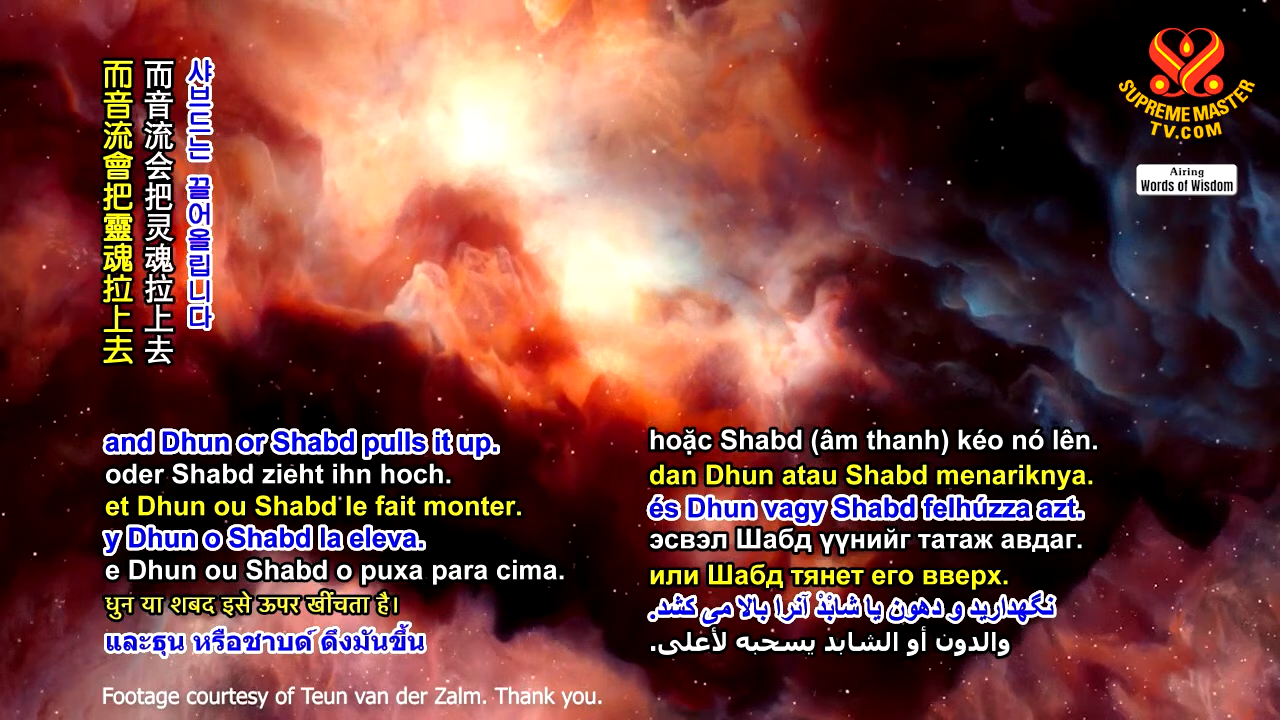 而音流會把靈魂拉上去
而音流会把灵魂拉上去
샤브드는 끌어올립니다
SUPREME MASTER
TV.COM
Airing
Words of Wisdom
and Dhun or Shabd pulls it up.
oder Shabd zieht ihn hoch.
et Dhun ou Shabd le fait monter.
y Dhun o Shabd la eleva.
e Dhun ou Shabd o puxa para cima.
धुन या शबद इसे ऊपर खींचता है।
และธุน หรือชาบด์ ดึงมันขึ้น
hoặc Shabd (âm thanh) kéo nó lên.
dan Dhun atau Shabd menariknya.
és Dhun vagy Shabd felhúzza azt.
эсвэл Шабд үүнийг татаж авдаг.
или Шабд тянет его вверх.
نگهدارید و دهون یا شابْدْ آنرا بالا می کشد.
والدون أو الشابذ يسحبه لأعلى.
Footage courtesy of Teun van der Zalm. Thank you.